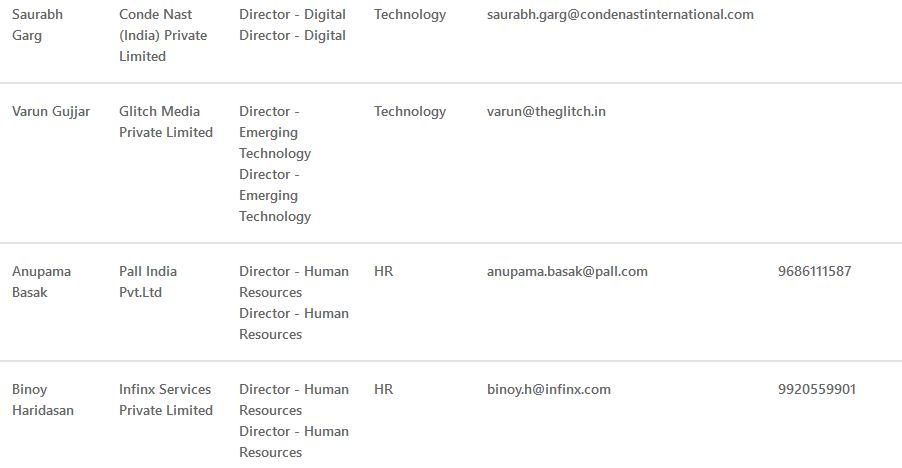 Saurabh Conde Nast Director - Digital Technology saurabh.garg@condenastinternational.com
Garg (India) Private Director - Digital
Limited
Varun Gujjar Glitch Media Director - Technology varun@theglitch.in
Private Limited Emerging
Technology
Director -
Emerging
Technology
Anupama Pall India Director - Human HR anupama.basak@pall.com 9686111587
Basak Pvt.Ltd Resources
Director - Human
Resources
Binoy Infinx Services Director - Human HR binoy.h@infinx.com 9920559901
Haridasan Private Limited Resources
Director - Human
Resources